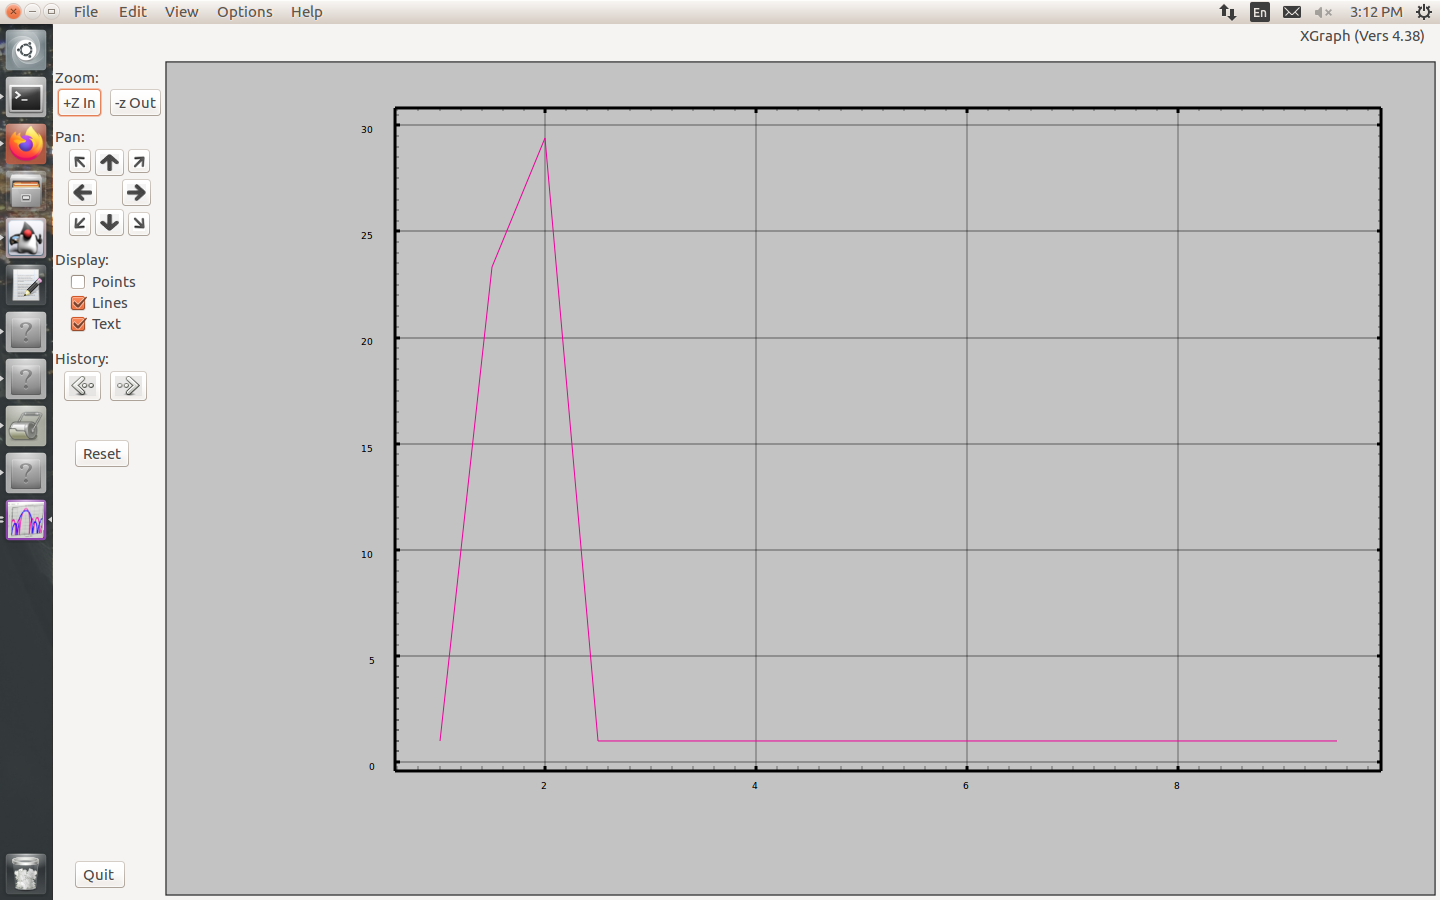 File Edit View Options Help
En 3:12 PM
XGraph (Vers 4.38)
Zoom:
+Z In -z Out
Pan:
Display:
Points
Lines
Text
History:
Reset
Quit
30
25
20
15
10
5
0
2 4 6 8